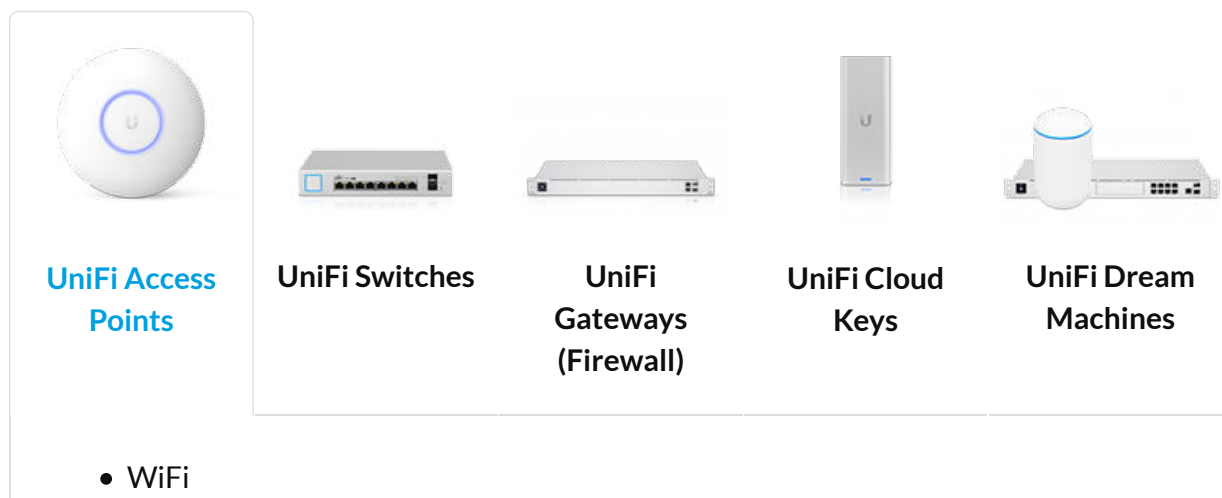 UniFi Access
Points
UniFi Switches
UniFi
Gateways
(Firewall)
UniFi Cloud
Keys
UniFi Dream
Machines
• WiFi